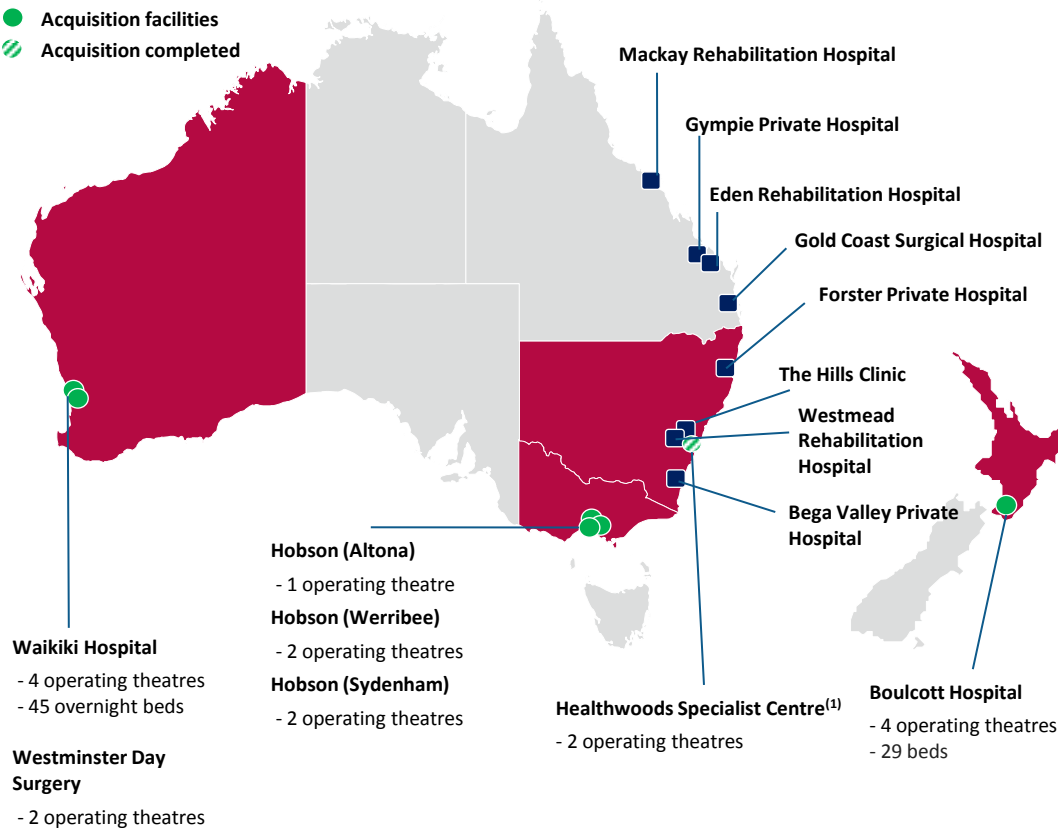 Acquisition facilities
Acquisition completed
Mackay Rehabilitation Hospital
Gympie Private Hospital
Eden Rehabilitation Hospital
Gold Coast Surgical Hospital
Forster Private Hospital
The Hills Clinic
Westmead
Rehabilitation
Hospital
Bega Valley Private
Hospital
Hobson (Altona)
- 1 operating theatre
Hobson (Werribee)
- 2 operating theatres
Hobson (Sydenham)
- 2 operating theatres
Waikiki Hospital
- 4 operating theatres
- 45 overnight beds
Westminster Day
Surgery
- 2 operating theatres
Healthwoods Specialist Centre(1)
- 2 operating theatres
Boulcott Hospital
- 4 operating theatres
- 29 beds